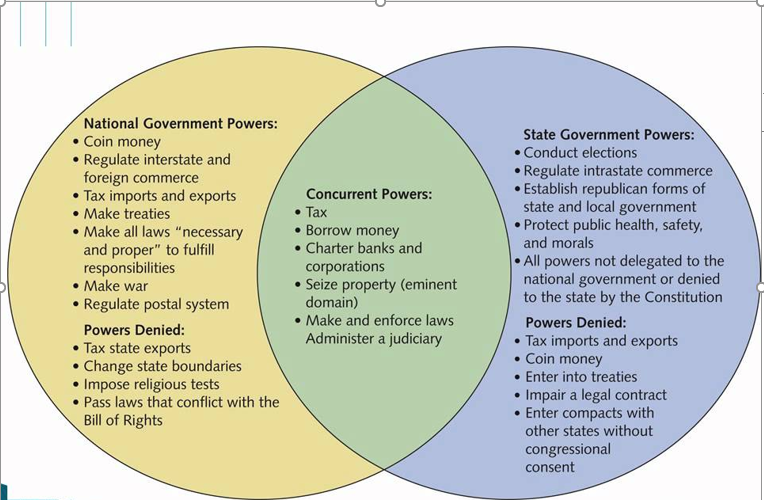 National Government Powers:
• Coin money
• Regulate interstate and
foreign commerce
• Tax imports and exports
• Make treaties
• Make all laws “necessary
and proper” to fulfill
responsibilities
• Make war
• Regulate postal system
Powers Denied:
• Tax state exports
• Change state boundaries
• Impose religious tests
• Pass laws that conflict with the
Bill of Rights
Concurrent Powers:
• Tax
• Borrow money
• Charter banks and
corporations
• Seize property (eminent
domain)
• Make and enforce laws
Administer a judiciary
State Government Powers:
• Conduct elections
• Regulate intrastate commerce
• Establish republican forms of
state and local government
• Protect public health, safety,
and morals
• All powers not delegated to the
national government or denied
to the state by the Constitution
Powers Denied:
• Tax imports and exports
• Coin money
• Enter into treaties
• Impair a legal contract
• Enter compacts with
other states without
congressional
consent